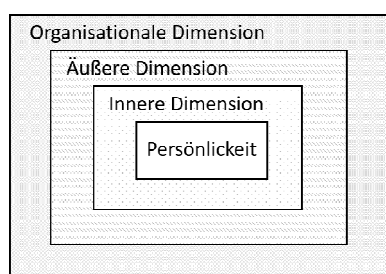 Organisationale Dimension
Äußere Dimension
Innere Dimension
Persönlickeit